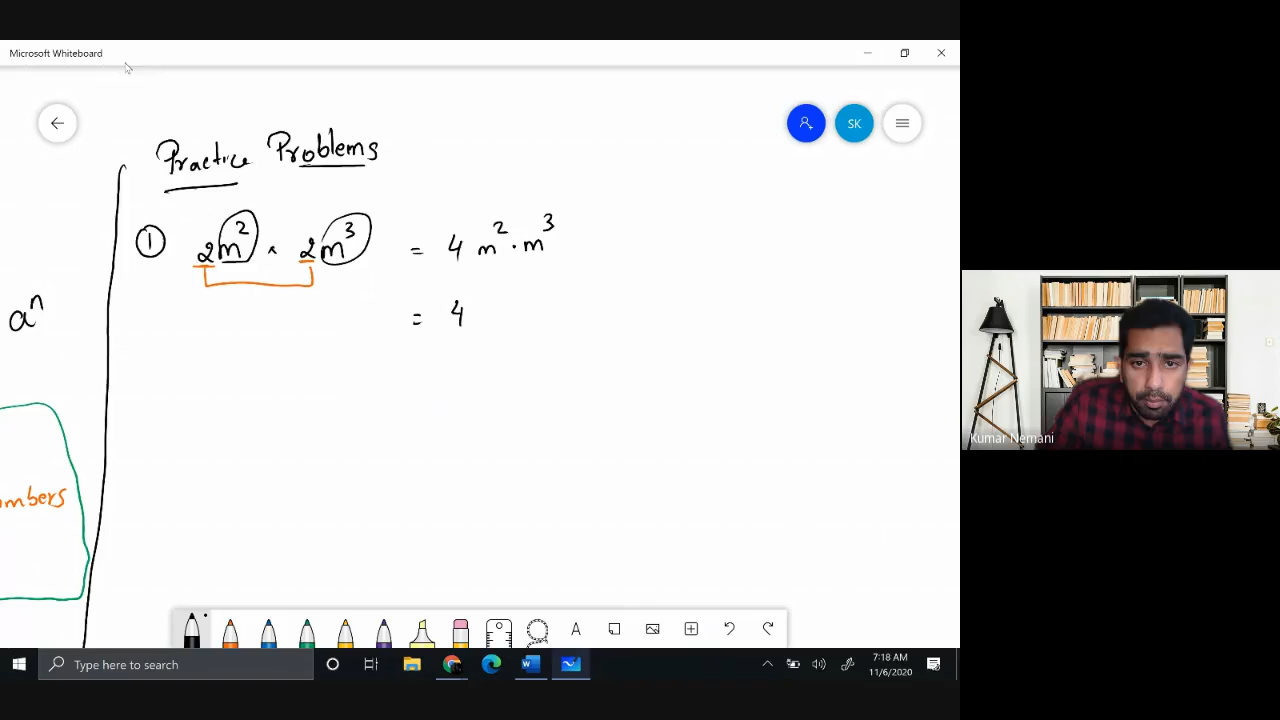 Microsoft Whiteboard
SK
Practice Problems
① 2m² × 2m³ = 4 m² · m³
= 4
aⁿ
mbers
Kumar Nemani
A
Type here to search
7:18 AM
11/6/2020